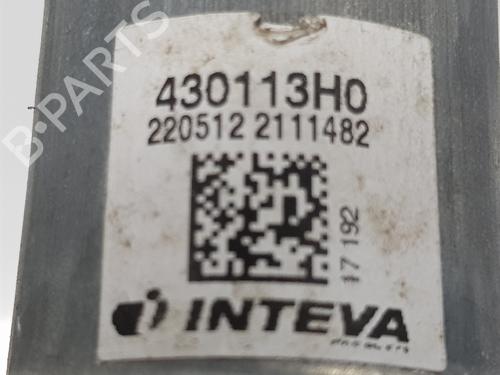 B-PARTS
430113H0
220512 2111482
17 192
INTEVA